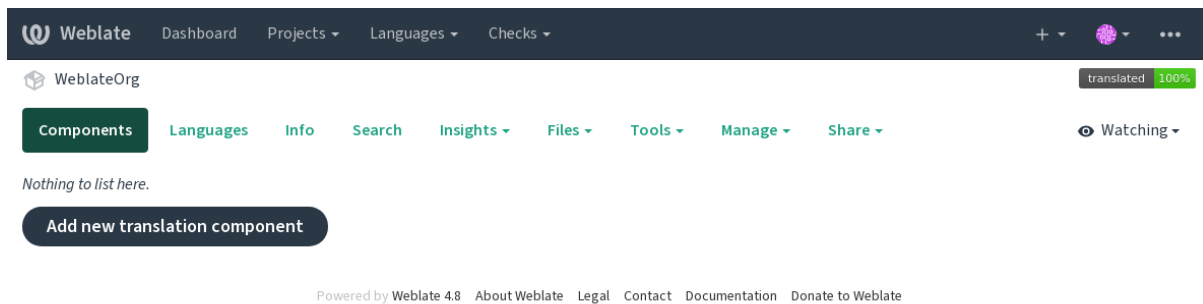 Weblate Dashboard Projects Languages Checks
WeblateOrg translated 100%
Components Languages Info Search Insights Files Tools Manage Share Watching
Nothing to list here.
Add new translation component
Powered by Weblate 4.8 About Weblate Legal Contact Documentation Donate to Weblate